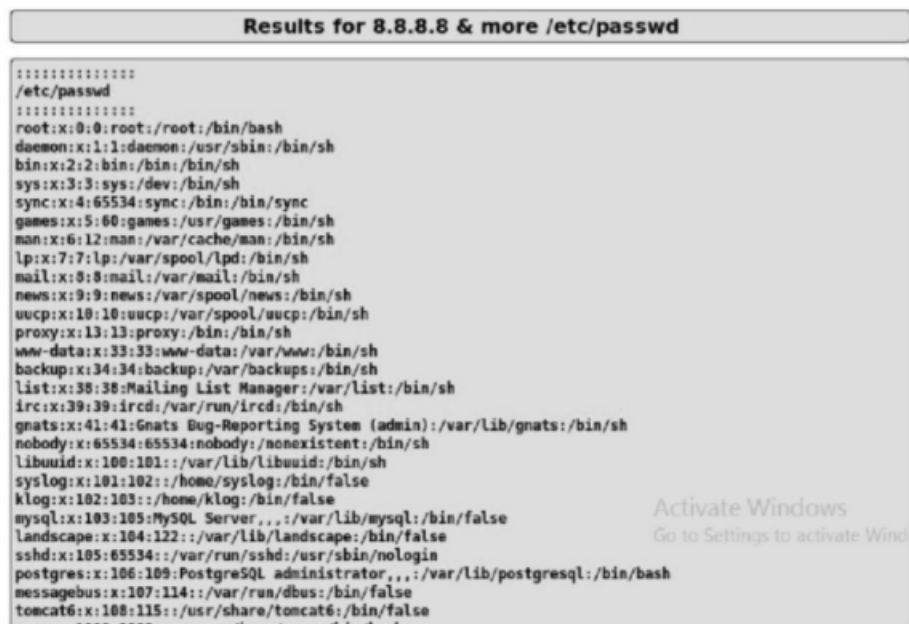 Results for 8.8.8.8 & more /etc/passwd
::::::::::::::
/etc/passwd
::::::::::::::
root:x:0:0:root:/root:/bin/bash
daemon:x:1:1:daemon:/usr/sbin:/bin/sh
bin:x:2:2:bin:/bin:/bin/sh
sys:x:3:3:sys:/dev:/bin/sh
sync:x:4:65534:sync:/bin:/bin/sync
games:x:5:60:games:/usr/games:/bin/sh
man:x:6:12:man:/var/cache/man:/bin/sh
lp:x:7:7:lp:/var/spool/lpd:/bin/sh
mail:x:8:8:mail:/var/mail:/bin/sh
news:x:9:9:news:/var/spool/news:/bin/sh
uucp:x:10:10:uucp:/var/spool/uucp:/bin/sh
proxy:x:13:13:proxy:/bin:/bin/sh
www-data:x:33:33:www-data:/var/www:/bin/sh
backup:x:34:34:backup:/var/backups:/bin/sh
list:x:38:38:Mailing List Manager:/var/list:/bin/sh
irc:x:39:39:ircd:/var/run/ircd:/bin/sh
gnats:x:41:41:Gnats Bug-Reporting System (admin):/var/lib/gnats:/bin/sh
nobody:x:65534:65534:nobody:/nonexistent:/bin/sh
libuuid:x:100:101::/var/lib/libuuid:/bin/sh
syslog:x:101:102::/home/syslog:/bin/false
klog:x:102:103::/home/klog:/bin/false
mysql:x:103:105:MySQL Server,,,:/var/lib/mysql:/bin/false
landscape:x:104:122::/var/lib/landscape:/bin/false
sshd:x:105:65534::/var/run/sshd:/usr/sbin/nologin
postgres:x:106:109:PostgreSQL administrator,,,:/var/lib/postgresql:/bin/bash
messagebus:x:107:114::/var/run/dbus:/bin/false
tomcat6:x:108:115::/usr/share/tomcat6:/bin/false
Activate Windows
Go to Settings to activate Wind